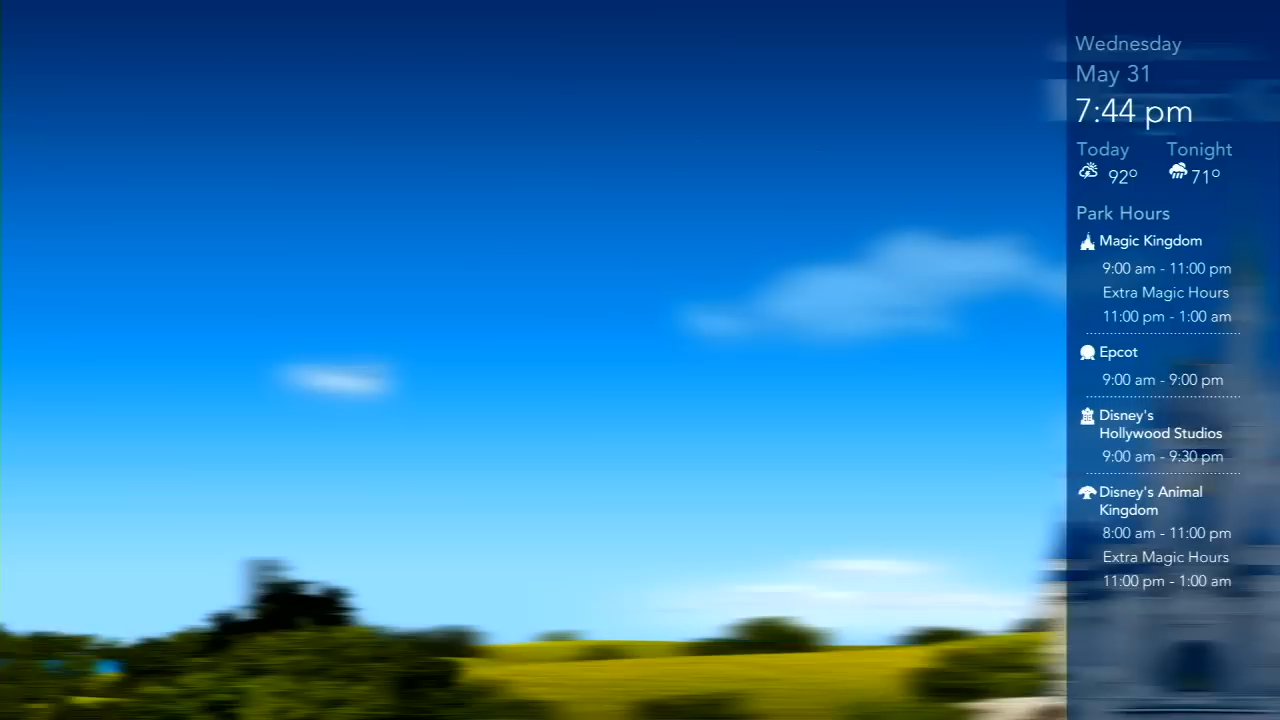 Wednesday
May 31
7:44 pm
Today Tonight
92° 71°
Park Hours
Magic Kingdom
9:00 am - 11:00 pm
Extra Magic Hours
11:00 pm - 1:00 am
Epcot
9:00 am - 9:00 pm
Disney's
Hollywood Studios
9:00 am - 9:30 pm
Disney's Animal
Kingdom
8:00 am - 11:00 pm
Extra Magic Hours
11:00 pm - 1:00 am